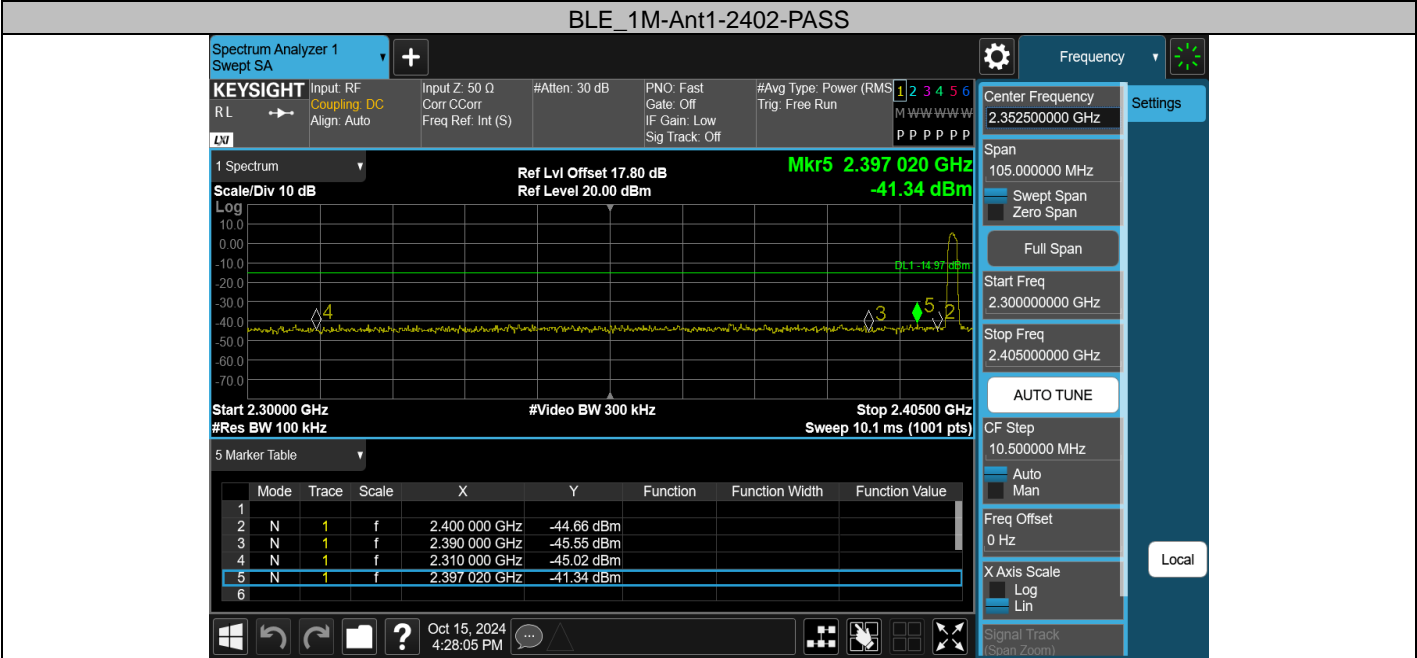 BLE_1M-Ant1-2402-PASS
Spectrum Analyzer 1
Swept SA
+
Frequency
KEYSIGHT
RL
LXI
Input: RF
Coupling: DC
Align: Auto
Input Z: 50 Ω
Corr CCorr
Freq Ref: Int (S)
#Atten: 30 dB
PNO: Fast
Gate: Off
IF Gain: Low
Sig Track: Off
#Avg Type: Power (RMS
Trig: Free Run
1 2 3 4 5 6
M W W W W W
P P P P P P
1 Spectrum
Scale/Div 10 dB
Ref Lvl Offset 17.80 dB
Ref Level 20.00 dBm
Mkr5 2.397 020 GHz
-41.34 dBm
Log
10.0
0.00
-10.0
-20.0
-30.0
-40.0
-50.0
-60.0
-70.0
DL1 -14.97 dBm
4
3
5
2
Start 2.30000 GHz
#Video BW 300 kHz
Stop 2.40500 GHz
#Res BW 100 kHz
Sweep 10.1 ms (1001 pts)
5 Marker Table
Mode Trace Scale X Y Function Function Width Function Value
1
2 N 1 f 2.400 000 GHz -44.66 dBm
3 N 1 f 2.390 000 GHz -45.55 dBm
4 N 1 f 2.310 000 GHz -45.02 dBm
5 N 1 f 2.397 020 GHz -41.34 dBm
6
?
Oct 15, 2024
4:28:05 PM
Center Frequency
2.352500000 GHz
Settings
Span
105.000000 MHz
Swept Span
Zero Span
Full Span
Start Freq
2.300000000 GHz
Stop Freq
2.405000000 GHz
AUTO TUNE
CF Step
10.500000 MHz
Auto
Man
Freq Offset
0 Hz
X Axis Scale
Log
Lin
Local
Signal Track
(Span Zoom)